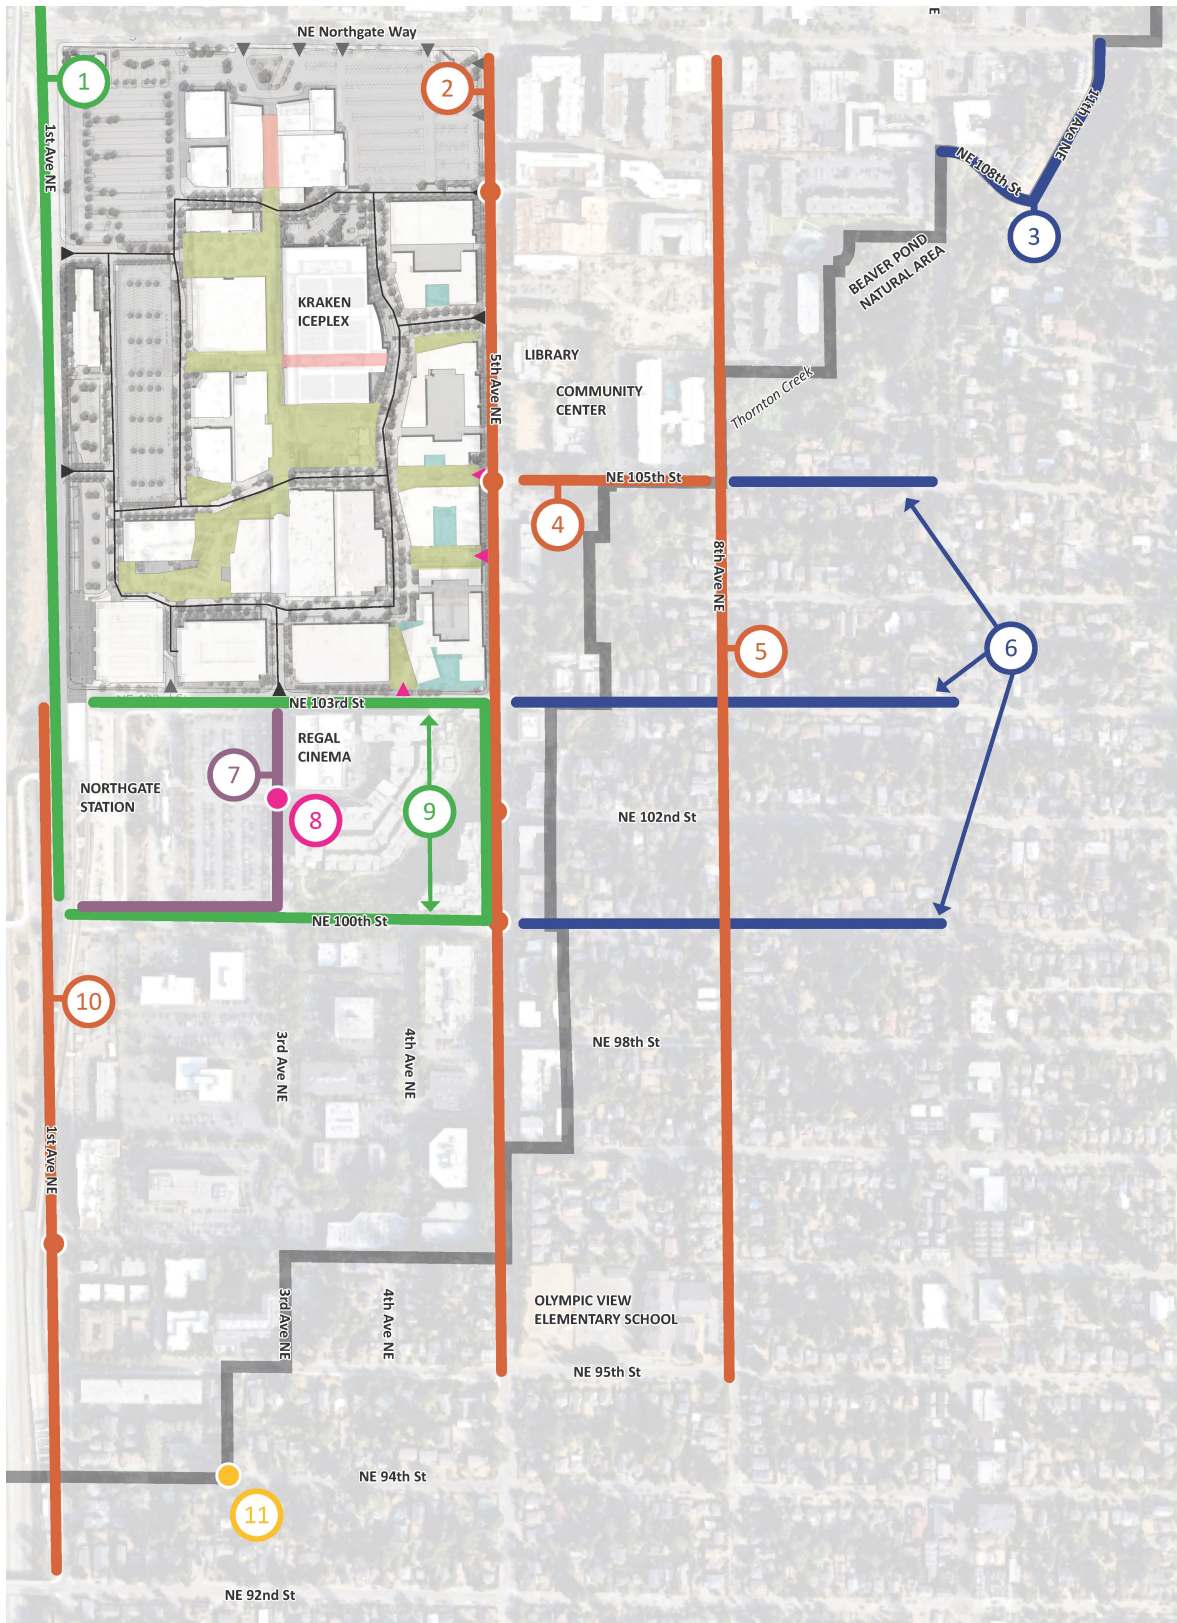 E
NE Northgate Way
1
2
1st Ave NE
11th Ave NE
NE 108th St
3
BEAVER POND
NATURAL AREA
KRAKEN
ICEPLEX
5th Ave NE
LIBRARY
COMMUNITY
CENTER
Thornton Creek
NE 105th St
4
8th Ave NE
5
6
NE 103rd St
REGAL
CINEMA
7
NORTHGATE
STATION
8
9
NE 102nd St
NE 100th St
10
3rd Ave NE
4th Ave NE
NE 98th St
1st Ave NE
3rd Ave NE
4th Ave NE
OLYMPIC VIEW
ELEMENTARY SCHOOL
NE 95th St
NE 94th St
11
NE 92nd St